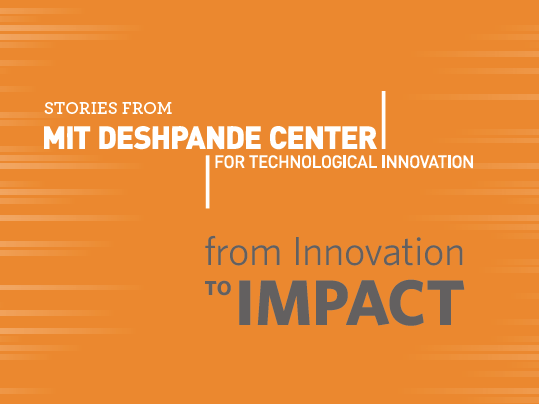 STORIES FROM
MIT DESHPANDE CENTER
FOR TECHNOLOGICAL INNOVATION
from Innovation
TO IMPACT